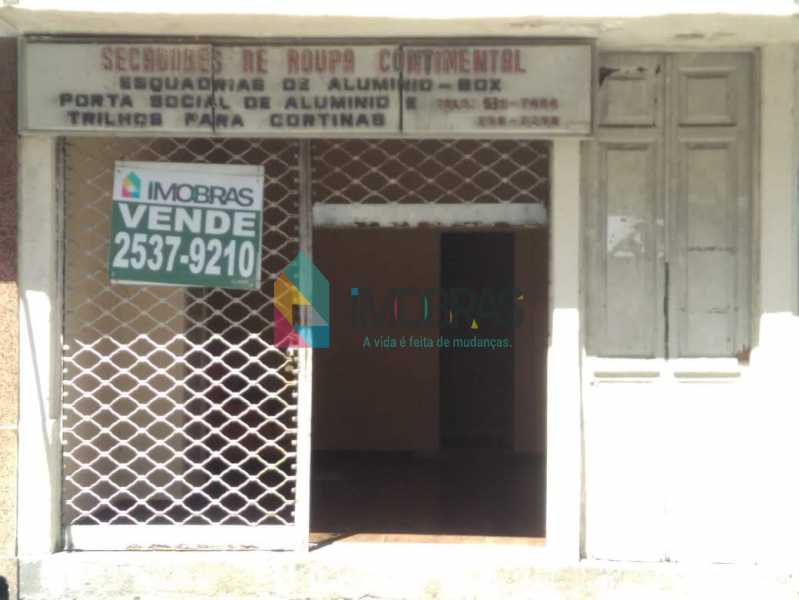 SECADORES DE ROUPA CONTINENTAL
ESQUADRIAS DE ALUMINIO-BOX
PORTA SOCIAL DE ALUMINIO E
TRILHOS PARA CORTINAS
IMOBRAS
VENDE
2537-9210
IMOBRAS
A vida é feita de mudanças.